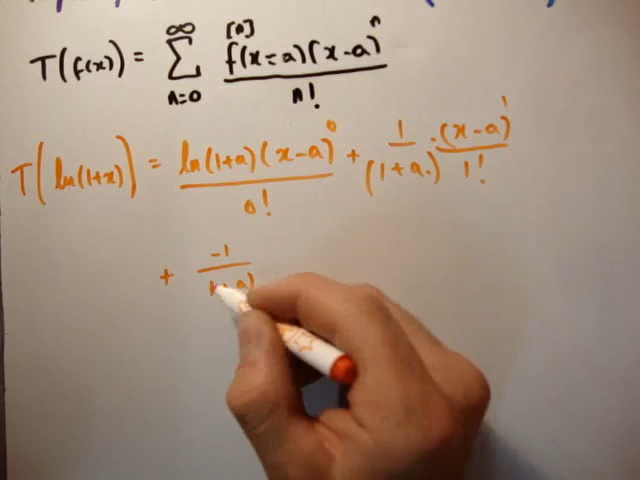 T(f(x)) = ∞ Σ n=0 f[n](x=a)(x-a)^n / n!
T(ln(1+x)) = ln(1+a)(x-a)^0 / 0! + 1/(1+a) · (x-a)^1 / 1!
+ -1 / (1+a)